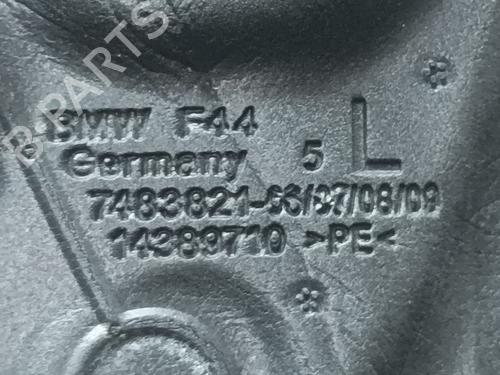 B-PARTS
BMW F44
Germany 5 L
7483821-06/07/08/09
14289710 >PE<